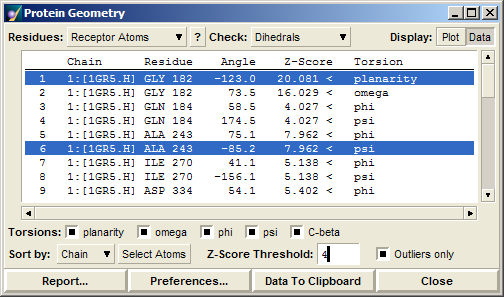 Protein Geometry
Residues: Receptor Atoms ? Check: Dihedrals Display: Plot Data
Chain Residue Angle Z-Score Torsion
1 1:[1GR5.H] GLY 182 -123.0 20.081 < planarity
2 1:[1GR5.H] GLY 182 73.5 16.029 < omega
3 1:[1GR5.H] GLN 184 58.5 4.027 < phi
4 1:[1GR5.H] GLN 184 174.5 4.027 < psi
5 1:[1GR5.H] ALA 243 75.1 7.962 < phi
6 1:[1GR5.H] ALA 243 -85.2 7.962 < psi
7 1:[1GR5.H] ILE 270 41.1 5.138 < phi
8 1:[1GR5.H] ILE 270 -156.1 5.138 < psi
9 1:[1GR5.H] ASP 334 54.1 5.402 < phi
Torsions: planarity omega phi psi C-beta
Sort by: Chain Select Atoms Z-Score Threshold: 4 Outliers only
Report... Preferences... Data To Clipboard Close